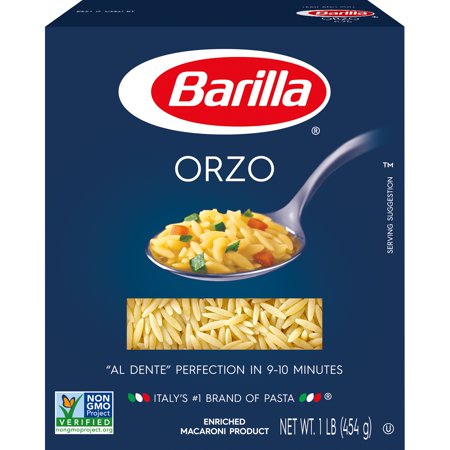 Barilla
®
ORZO
™
SERVING SUGGESTION
"AL DENTE" PERFECTION IN 9-10 MINUTES
ITALY'S #1 BRAND OF PASTA ®
NON
GMO
Project
VERIFIED
nongmoproject.org
ENRICHED
MACARONI PRODUCT
NET WT. 1 LB (454 g)
U